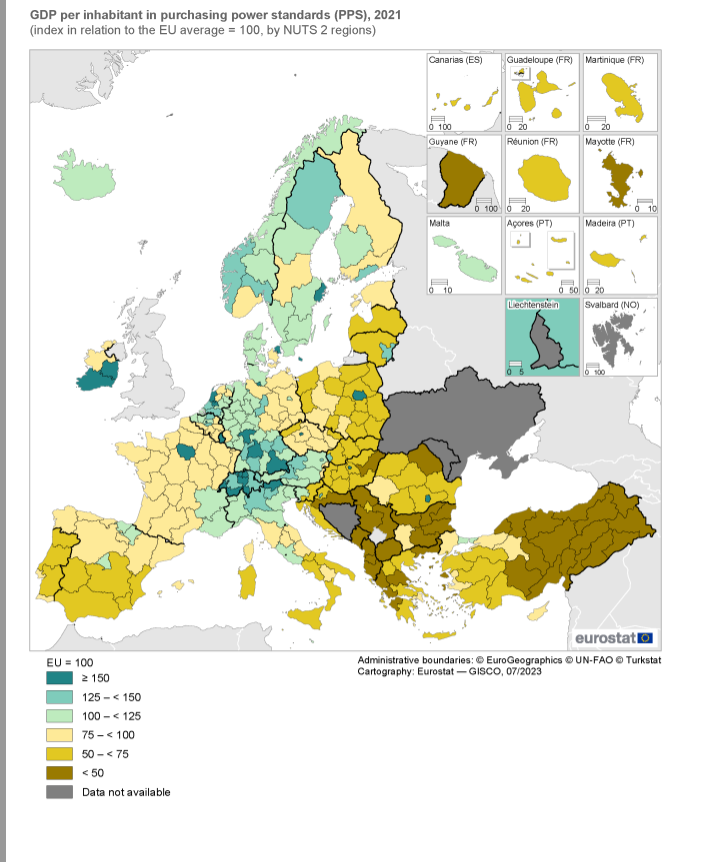 GDP per inhabitant in purchasing power standards (PPS), 2021
(index in relation to the EU average = 100, by NUTS 2 regions)
Canarias (ES)
0 100
Guadeloupe (FR)
0 20
Martinique (FR)
0 20
Guyane (FR)
0 100
Réunion (FR)
0 20
Mayotte (FR)
0 10
Malta
0 10
Açores (PT)
0 50
Madeira (PT)
0 20
Liechtenstein
0 5
Svalbard (NO)
0 100
eurostat
EU = 100
≥ 150
125 – < 150
100 – < 125
75 – < 100
50 – < 75
< 50
Data not available
Administrative boundaries: © EuroGeographics © UN-FAO © Turkstat
Cartography: Eurostat — GISCO, 07/2023